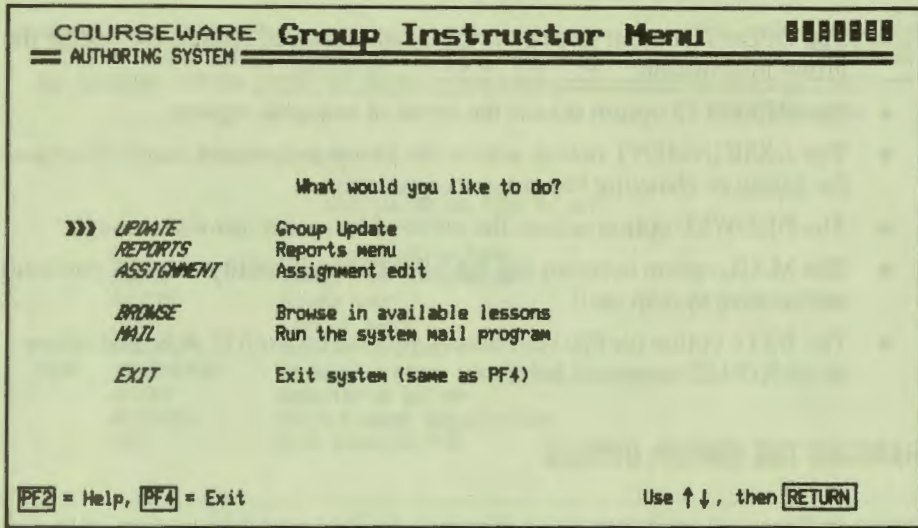 COURSEWARE Group Instructor Menu
AUTHORING SYSTEM
What would you like to do?
>>> UPDATE Group Update
REPORTS Reports menu
ASSIGNMENT Assignment edit
BROWSE Browse in available lessons
MAIL Run the system mail program
EXIT Exit system (same as PF4)
PF2 = Help, PF4 = Exit Use ↑↓, then RETURN